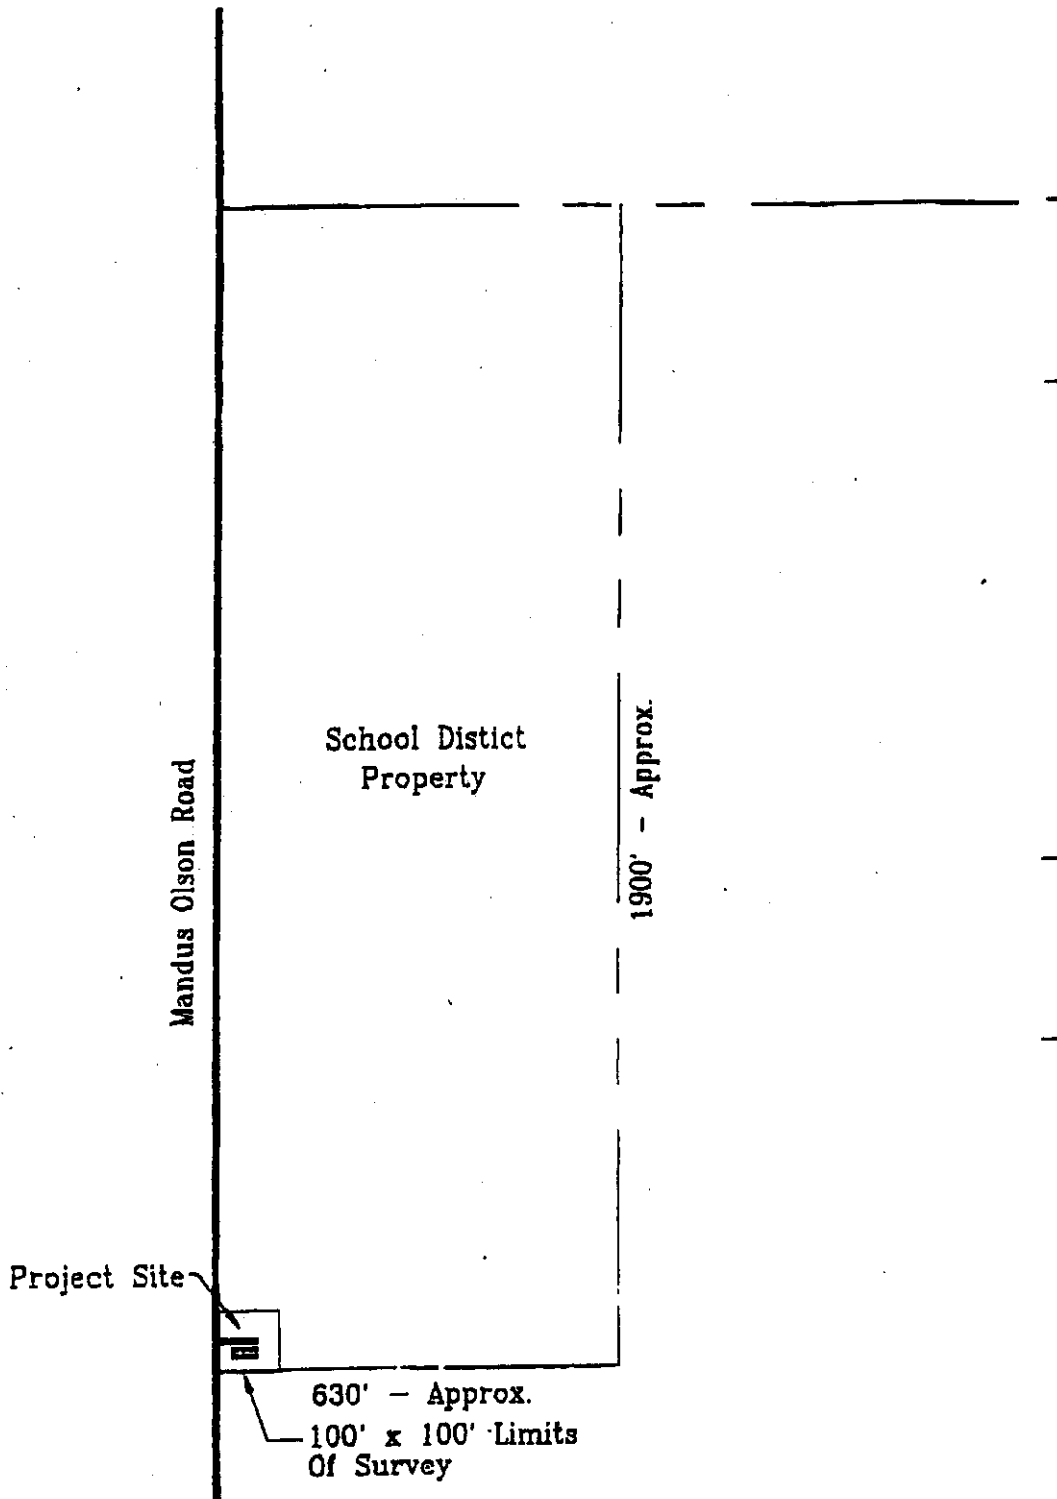 School Distict
Property
Mandus Olson Road
1900' - Approx.
Project Site
630' - Approx.
100' x 100' Limits
Of Survey